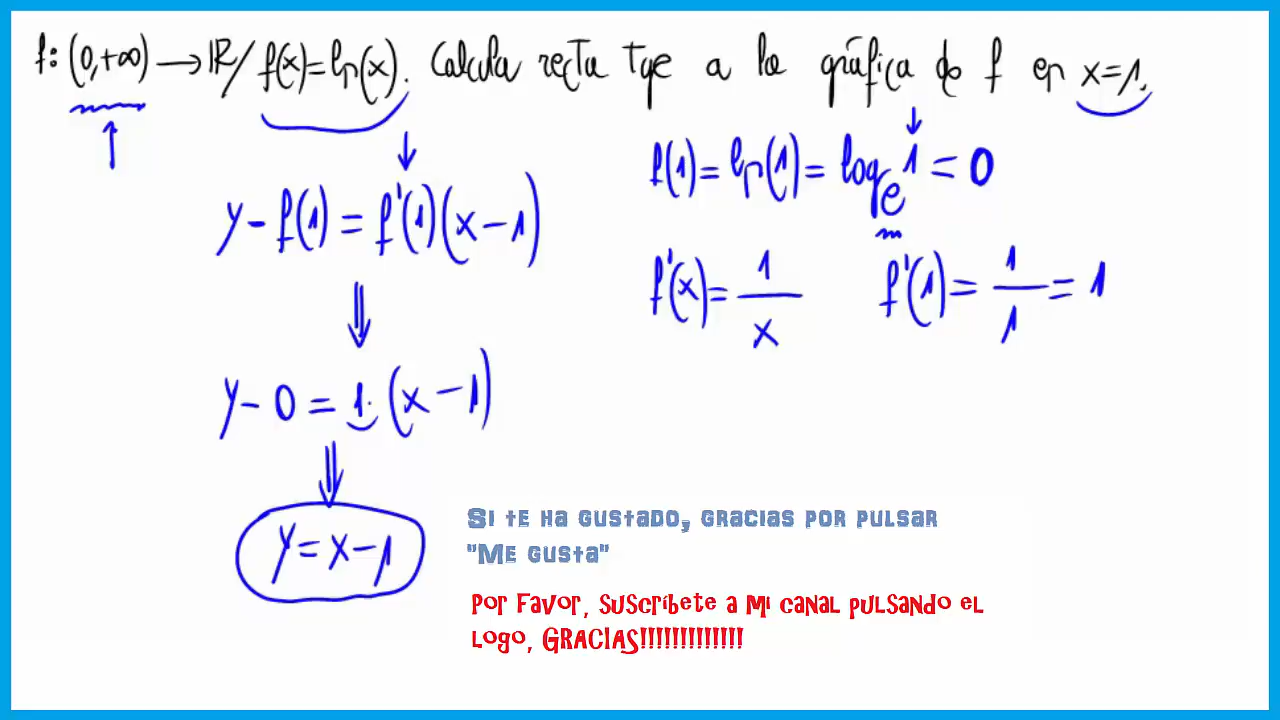 f: (0,+∞) → IR / f(x)=ln(x). Calcula recta tge a la gráfica de f en x=1.
f(1) = ln(1) = log_e 1 = 0
y - f(1) = f'(1)(x-1)
f'(x) = 1/x f'(1) = 1/1 = 1
y - 0 = 1·(x-1)
y = x-1
Si te ha gustado, gracias por pulsar
"Me gusta"
Por Favor, suscríbete a Mi canal pulsando el
logo, GRACIAS!!!!!!!!!!!!!